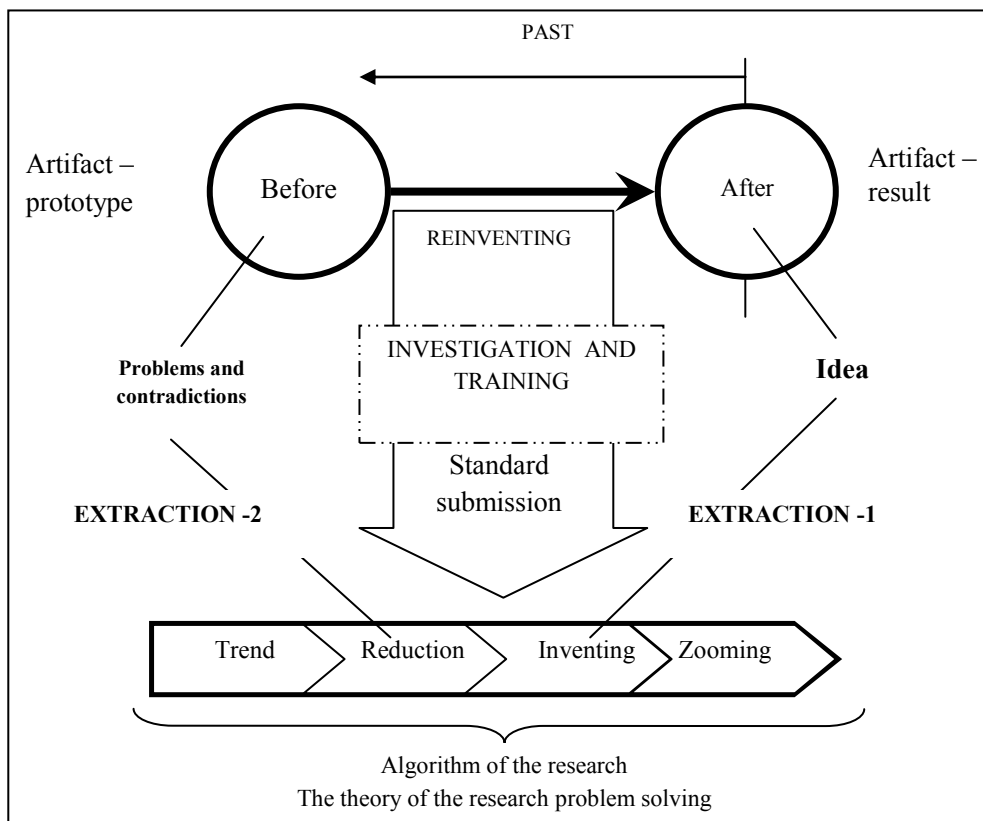 PAST
Artifact –
prototype
Before
After
Artifact –
result
REINVENTING
INVESTIGATION AND
TRAINING
Problems and
contradictions
Idea
Standard
submission
EXTRACTION -2
EXTRACTION -1
Trend
Reduction
Inventing
Zooming
Algorithm of the research
The theory of the research problem solving